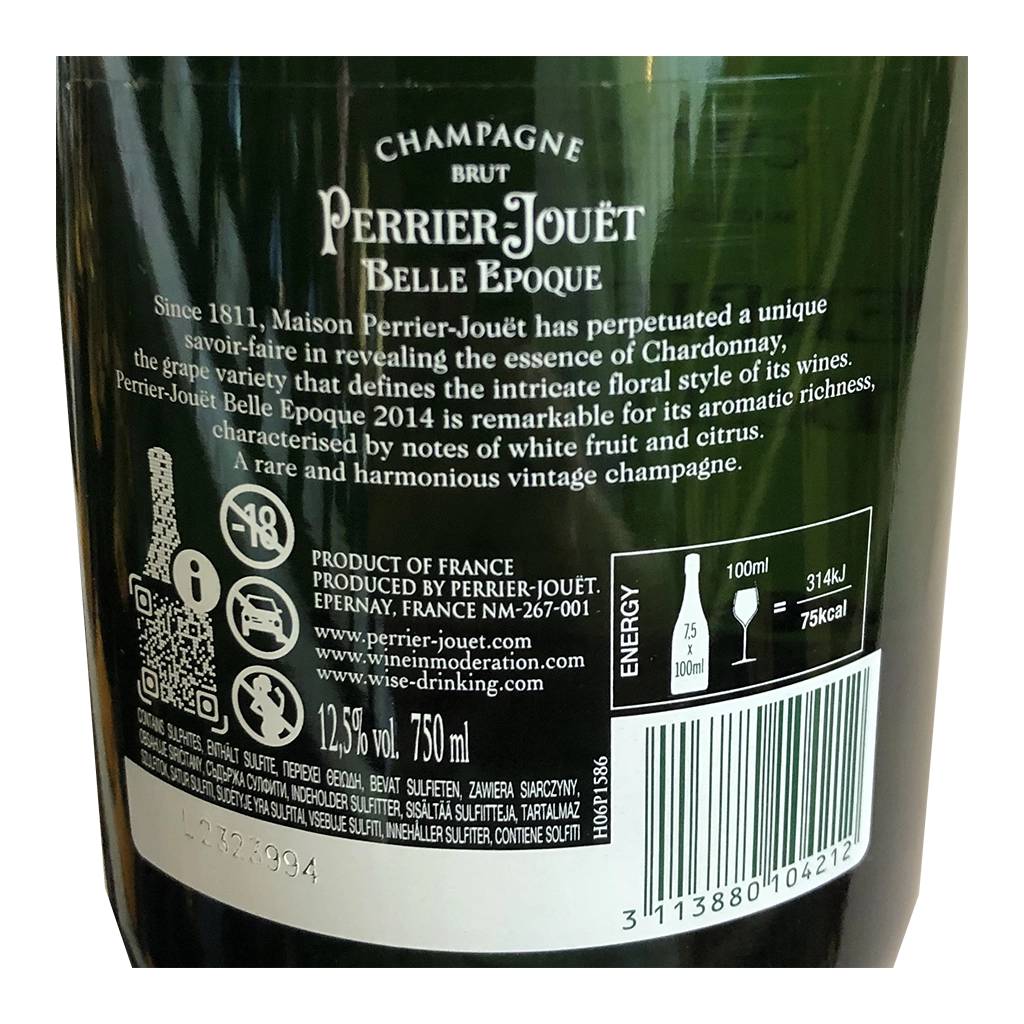 CHAMPAGNE
BRUT
PERRIER-JOUËT
BELLE EPOQUE
Since 1811, Maison Perrier-Jouët has perpetuated a unique
savoir-faire in revealing the essence of Chardonnay,
the grape variety that defines the intricate floral style of its wines.
Perrier-Jouët Belle Epoque 2014 is remarkable for its aromatic richness,
characterised by notes of white fruit and citrus.
A rare and harmonious vintage champagne.
-18
i
PRODUCT OF FRANCE
PRODUCED BY PERRIER-JOUËT.
EPERNAY, FRANCE NM-267-001
www.perrier-jouet.com
www.wineinmoderation.com
www.wise-drinking.com
12,5% vol. 750 ml
ENERGY
7,5
x
100ml
100ml
=
314kJ
75kcal
CONTAINS SULPHITES, ENTHÄLT SULFITE, ΠΕΡΙΕΧΕΙ ΘΕΙΩΔΗ, BEVAT SULFIETEN, ZAWIERA SIARCZYNY,
OBSAHUJE SIŘIČITANY, СЪДЪРЖА СУЛФИТИ, INDEHOLDER SULFITTER, SISÄLTÄÄ SULFIITTEJA, TARTALMAZ
SZULFITOK, SATUR SULFĪTI, SUDĖTYJE YRA SULFITAI, VSEBUJE SULFITI, INNEHÅLLER SULFITER, CONTIENE SOLFITI
H06P1586
L2323994
3 113880 104212